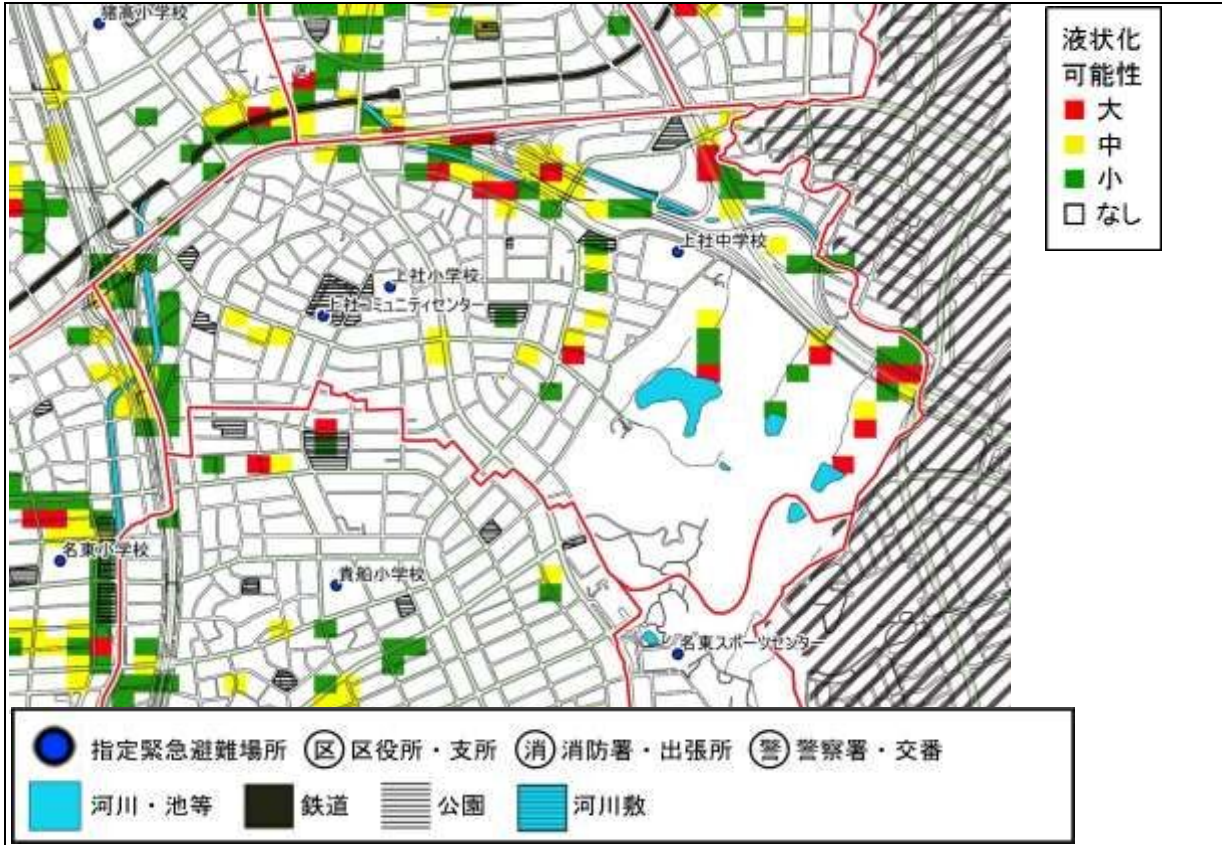 猪高小学校
液状化
可能性
大
中
小
なし
上社中学校
上社小学校
上社コミュニティセンター
名東小学校
貴船小学校
名東スポーツセンター
指定緊急避難場所 区 区役所・支所 消 消防署・出張所 警 警察署・交番
河川・池等 鉄道 公園 河川敷